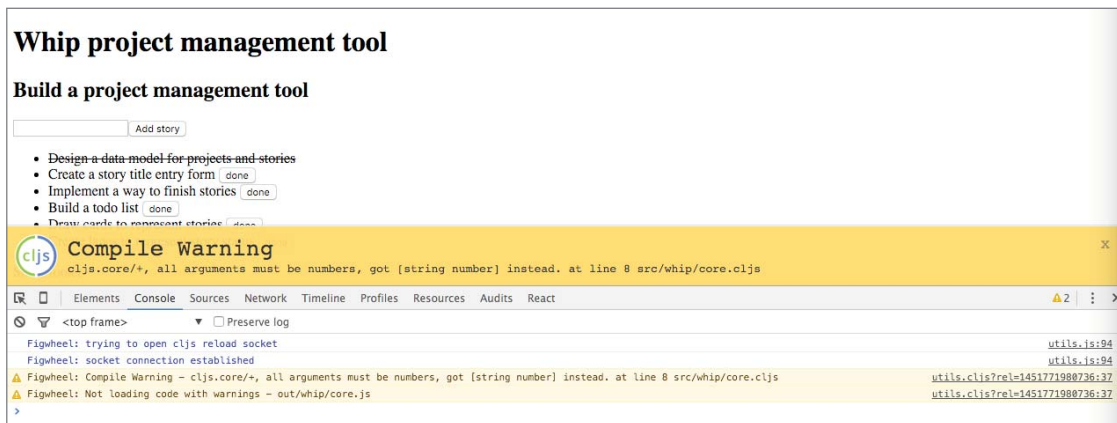 Whip project management tool
Build a project management tool
Add story
Design a data model for projects and stories
Create a story title entry form done
Implement a way to finish stories done
Build a todo list done
Draw cards to represent stories done
cljs
Compile Warning x
cljs.core/+, all arguments must be numbers, got [string number] instead. at line 8 src/whip/core.cljs
Elements Console Sources Network Timeline Profiles Resources Audits React 2
<top frame> Preserve log
Figwheel: trying to open cljs reload socket utils.js:94
Figwheel: socket connection established utils.js:94
Figwheel: Compile Warning - cljs.core/+, all arguments must be numbers, got [string number] instead. at line 8 src/whip/core.cljs utils.cljs?rel=1451771980736:37
Figwheel: Not loading code with warnings - out/whip/core.js utils.cljs?rel=1451771980736:37